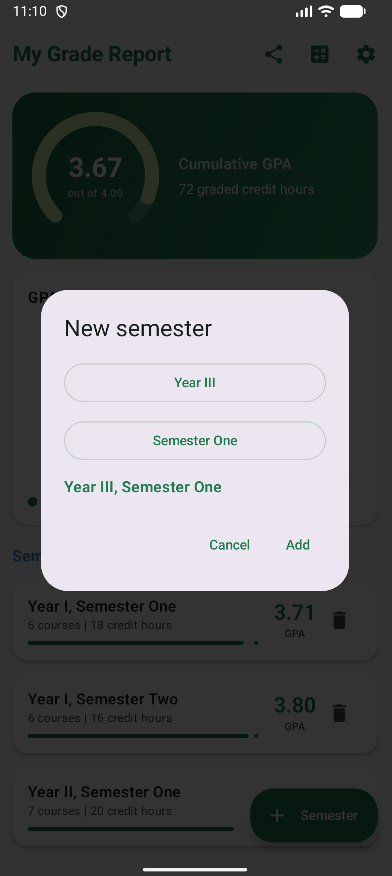 11:10
My Grade Report
3.67
out of 4.00
Cumulative GPA
72 graded credit hours
New semester
Year III
Semester One
Year III, Semester One
Cancel
Add
Year I, Semester One
6 courses | 18 credit hours
3.71
GPA
Year I, Semester Two
6 courses | 16 credit hours
3.80
GPA
Year II, Semester One
7 courses | 20 credit hours
Semester